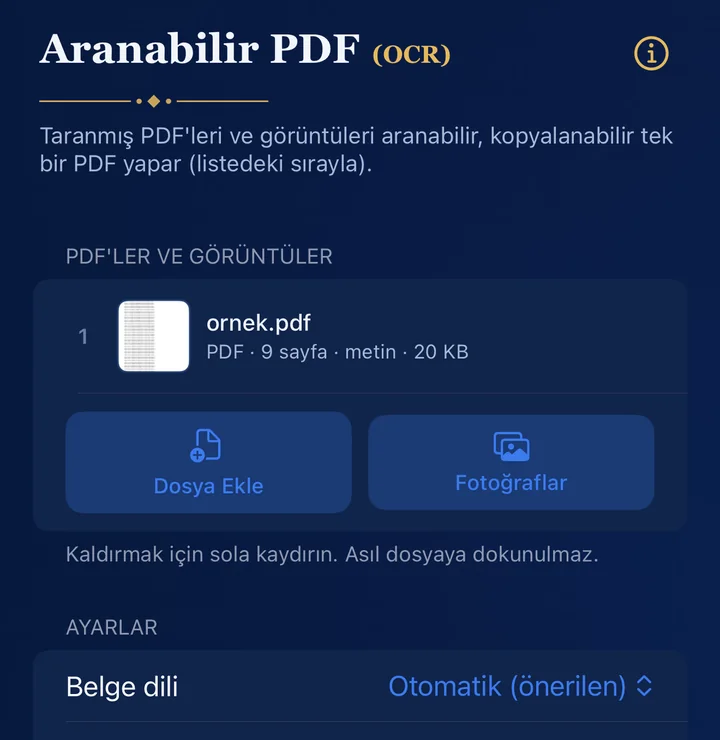 Aranabilir PDF (OCR)
Taranmış PDF'leri ve görüntüleri aranabilir, kopyalanabilir tek
bir PDF yapar (listedeki sırayla).
PDF'LER VE GÖRÜNTÜLER
1
ornek.pdf
PDF · 9 sayfa · metin · 20 KB
Dosya Ekle
Fotoğraflar
Kaldırmak için sola kaydırın. Asıl dosyaya dokunulmaz.
AYARLAR
Belge dili
Otomatik (önerilen)